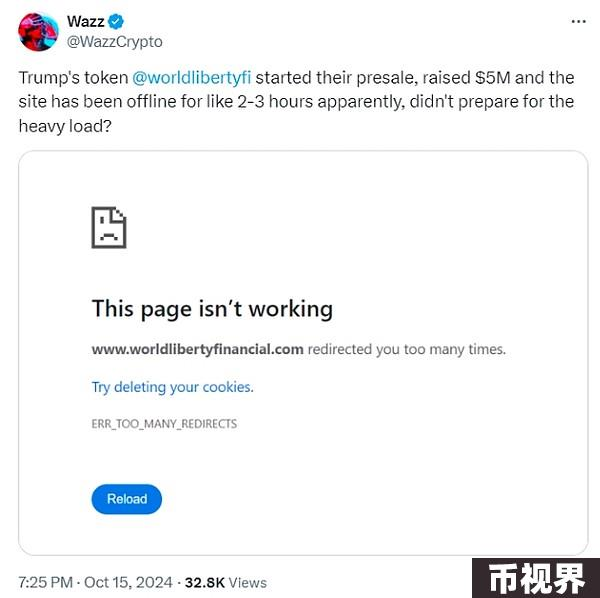 Wazz
@WazzCrypto
Trump's token @worldlibertyfi started their presale, raised $5M and the
site has been offline for like 2-3 hours apparently, didn't prepare for the
heavy load?
This page isn’t working
www.worldlibertyfinancial.com redirected you too many times.
Try deleting your cookies.
ERR_TOO_MANY_REDIRECTS
Reload
7:25 PM · Oct 15, 2024 · 32.8K Views
币视界